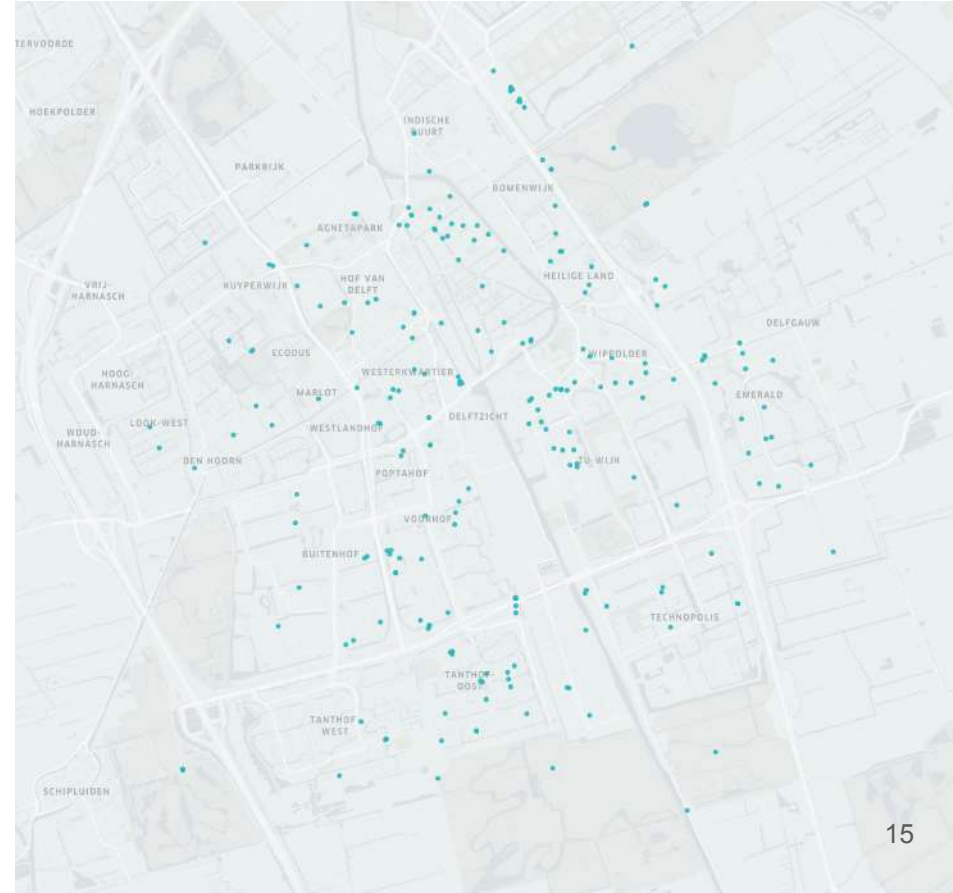 TERVOORDE
HOEKPOLDER
INDISCHE
BUURT
PARKRIJK
BOMENWIJK
AGNETAPARK
VRIJ-
HARNASCH
KUYPERWIJK
HOF VAN
DELFT
HEILIGE LAND
DELFGAUW
ECODUS
WIPPOLDER
HOOG-
HARNASCH
WESTERKWARTIER
MARLOT
EMERALD
DELFTZICHT
LOOK-WEST
WOUD-
HARNASCH
WESTLANDHOF
DEN HOORN
TU WIJK
POPTAHOF
VOORHOF
BUITENHOF
TECHNOPOLIS
TANTHOF-
OOST
TANTHOF
WEST
SCHIPLUIDEN
15